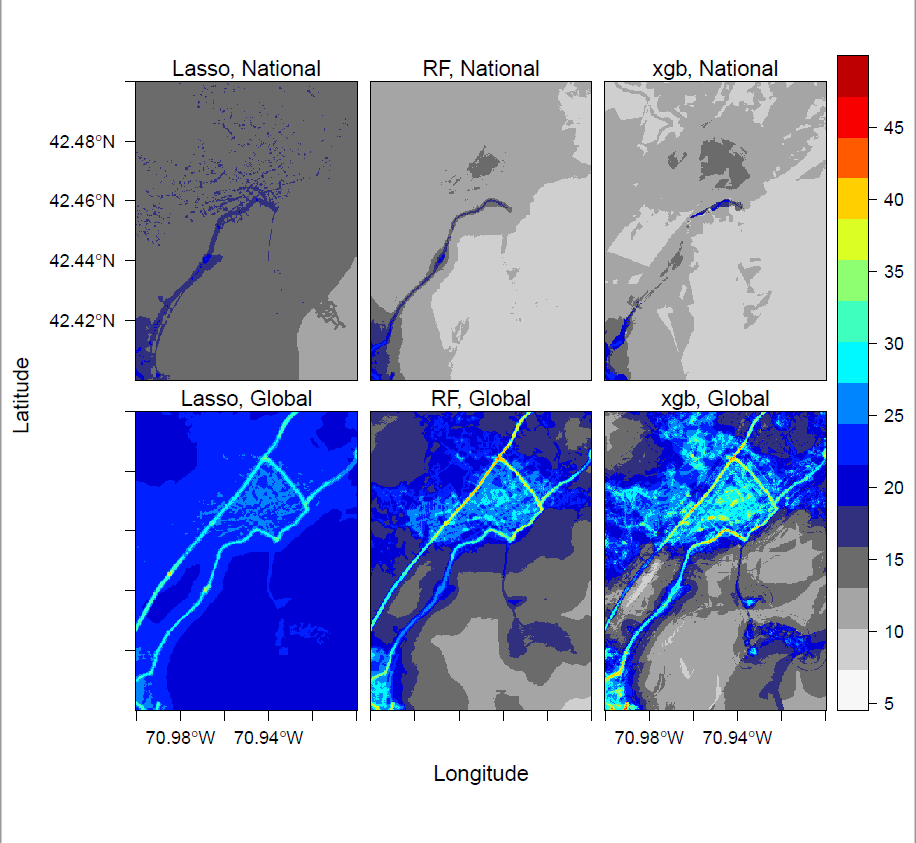 Lasso, National
RF, National
xgb, National
42.48°N
42.46°N
42.44°N
42.42°N
Latitude
Lasso, Global
RF, Global
xgb, Global
70.98°W
70.94°W
70.98°W
70.94°W
Longitude
45
40
35
30
25
20
15
10
5